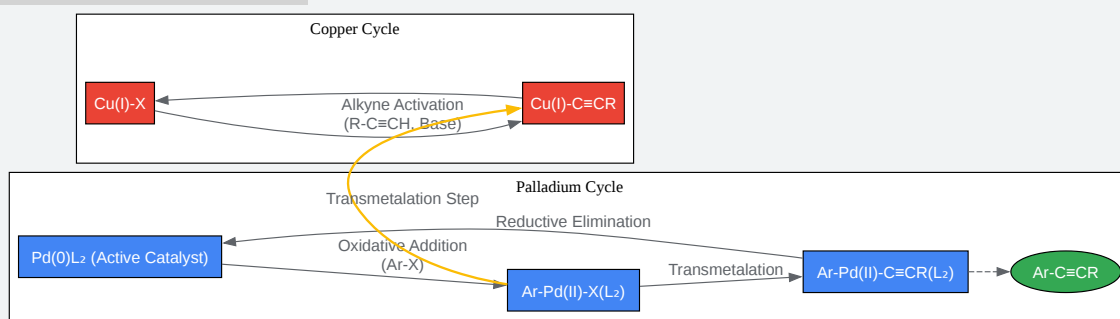 Copper Cycle
Cu(I)-X
Alkyne Activation
(R-C≡CH, Base)
Cu(I)-C≡CR
Palladium Cycle
Transmetalation Step
Reductive Elimination
Pd(0)L₂ (Active Catalyst)
Oxidative Addition
(Ar-X)
Ar-Pd(II)-X(L₂)
Transmetalation
Ar-Pd(II)-C≡CR(L₂)
Ar-C≡CR